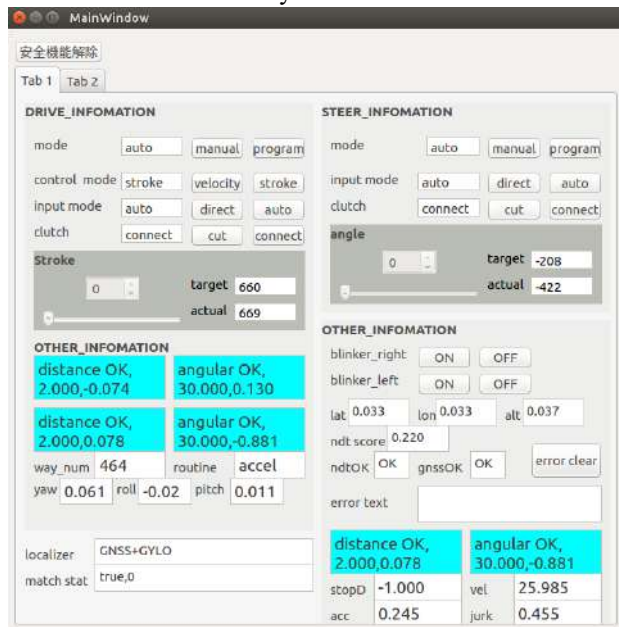 MainWindow
安全機能解除
Tab 1 Tab 2
DRIVE_INFOMATION
mode auto manual program
control mode stroke velocity stroke
input mode auto direct auto
clutch connect cut connect
Stroke
0 target 660
actual 669
OTHER_INFOMATION
distance OK, angular OK,
2.000,-0.074 30.000,0.130
distance OK, angular OK,
2.000,0.078 30.000,-0.881
way_num 464 routine accel
yaw 0.061 roll -0.02 pitch 0.011
localizer GNSS+GYLO
match stat true,0
STEER_INFOMATION
mode auto manual program
input mode auto direct auto
clutch connect cut connect
angle
0 target -208
actual -422
OTHER_INFOMATION
blinker_right ON OFF
blinker_left ON OFF
lat 0.033 lon 0.033 alt 0.037
ndt score 0.220
ndtOK OK gnssOK OK error clear
error text
distance OK, angular OK,
2.000,0.078 30.000,-0.881
stopD -1.000 vel 25.985
acc 0.245 jurk 0.455